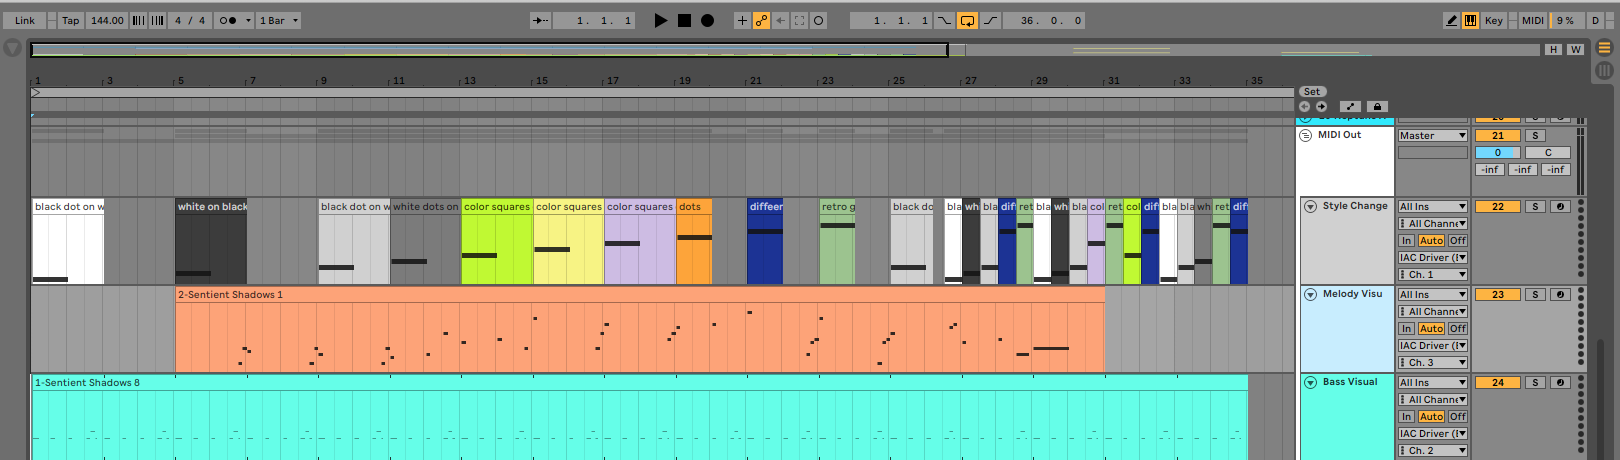 Link Tap 144.00 4 / 4 1 Bar 1. 1. 1 1. 1. 1 36. 0. 0 Key MIDI 9 % D
H W
1 3 5 7 9 11 13 15 17 19 21 23 25 27 29 31 33 35
Set
MIDI Out Master 21 S
0 C
-inf -inf -inf
black dot on w white on black black dot on w white dots on color squares color squares color squares dots differen retro g black do bla wh bla diff ret bla wh bla col ret col diff bla bla wh ret diff
Style Change All Ins 22 S
All Channe
In Auto Off
IAC Driver (I
Ch. 1
2-Sentient Shadows 1
Melody Visu All Ins 23 S
All Channe
In Auto Off
IAC Driver (I
Ch. 3
1-Sentient Shadows 8
Bass Visual All Ins 24 S
All Channe
In Auto Off
IAC Driver (I
Ch. 2